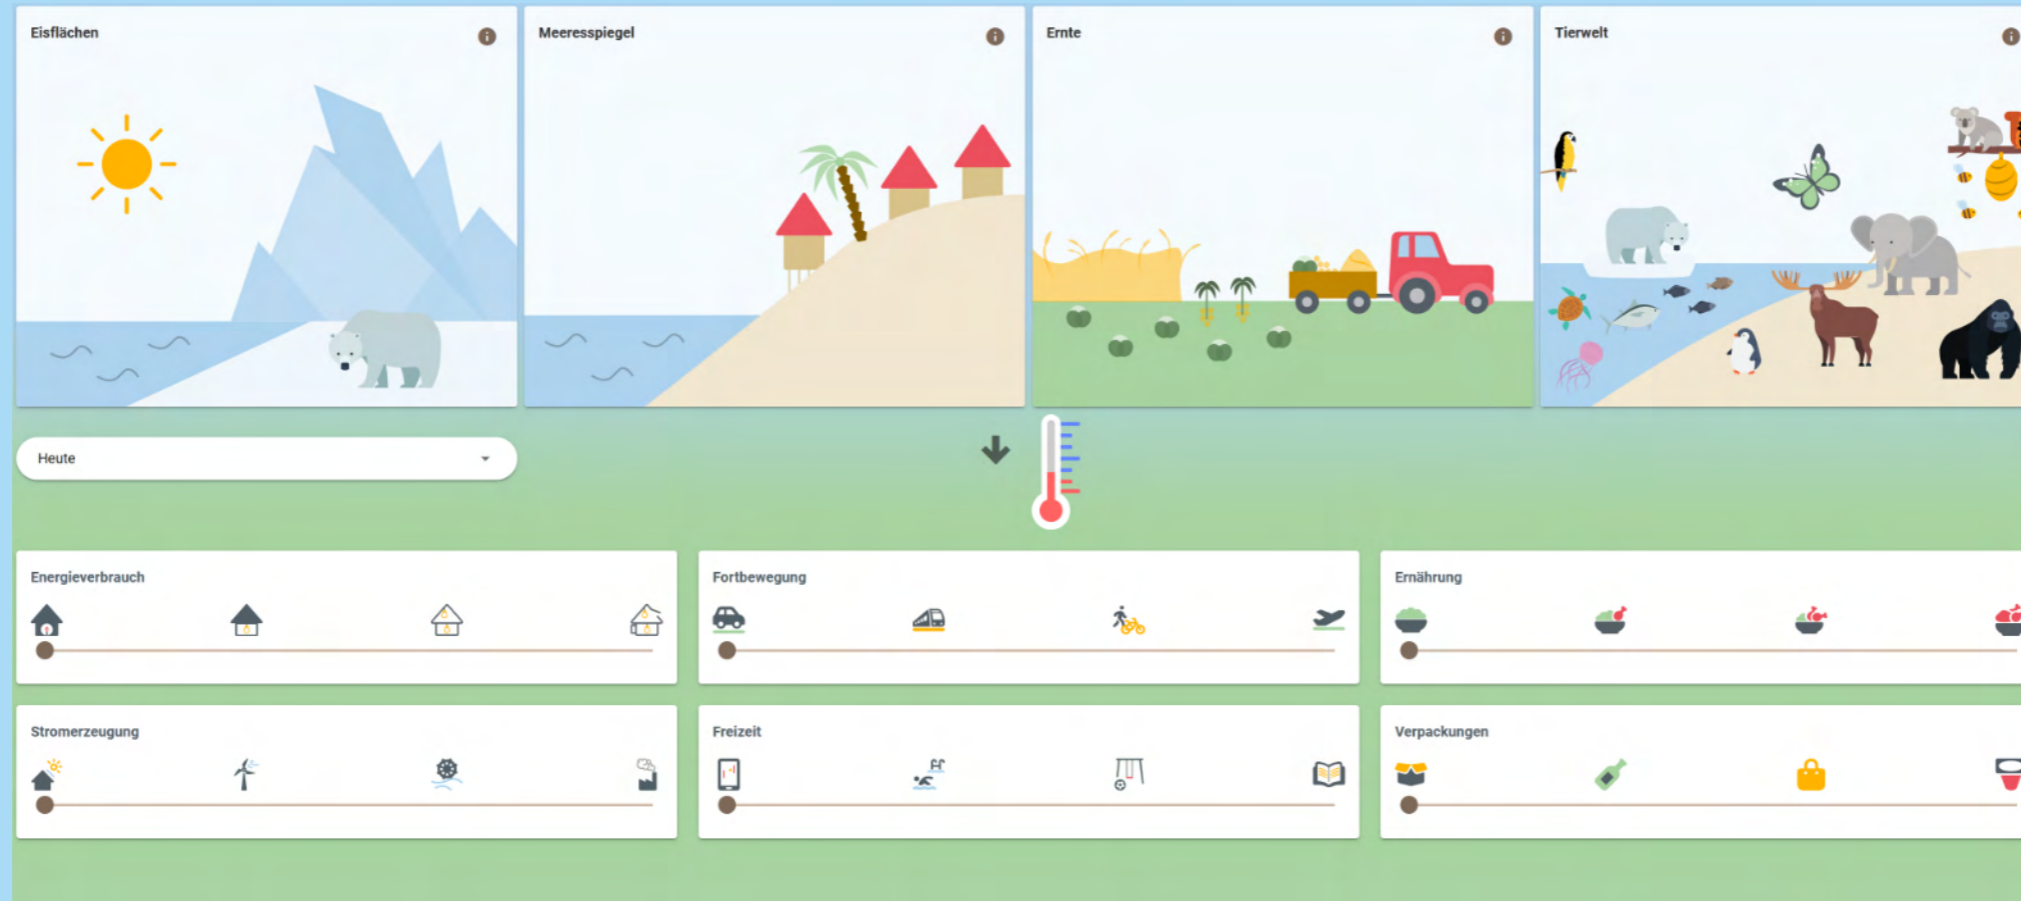 Eisflächen
Meeresspiegel
Ernte
Tierwelt
Heute
Energieverbrauch
Fortbewegung
Ernährung
Stromerzeugung
Freizeit
Verpackungen